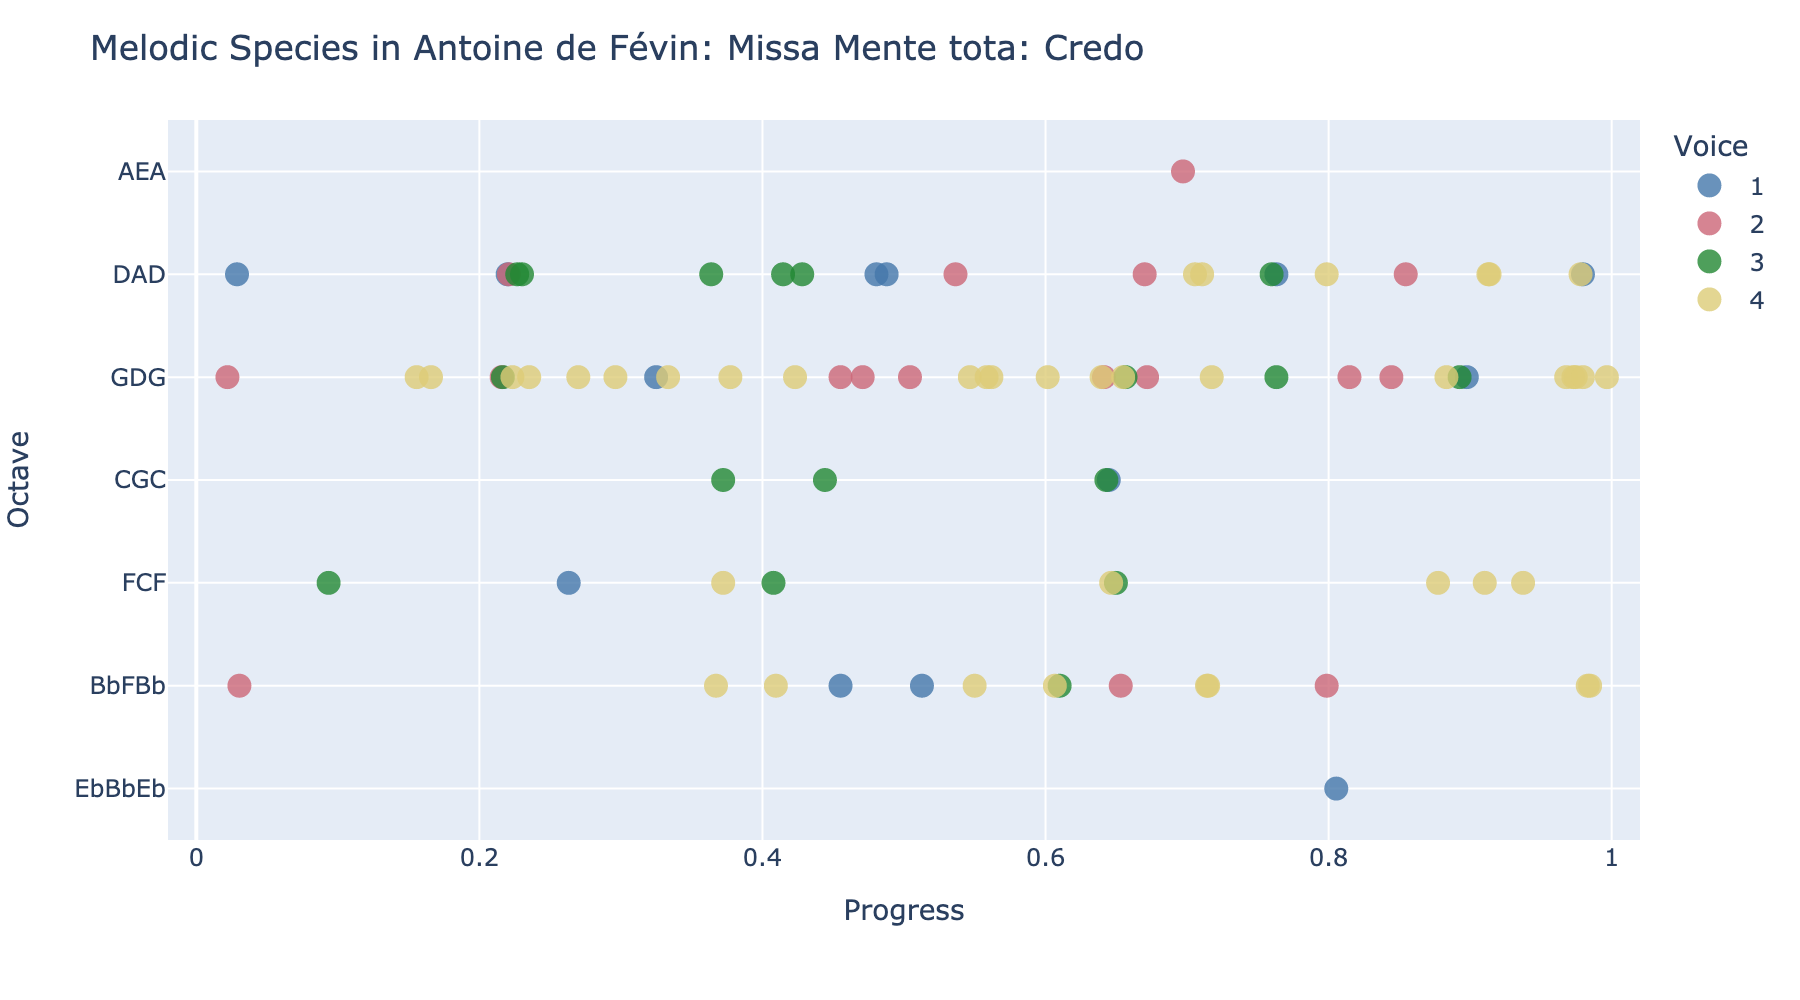 Melodic Species in Antoine de Févin: Missa Mente tota: Credo
Voice
1
2
3
4
Octave
AEA
DAD
GDG
CGC
FCF
BbFBb
EbBbEb
0 0.2 0.4 0.6 0.8 1
Progress